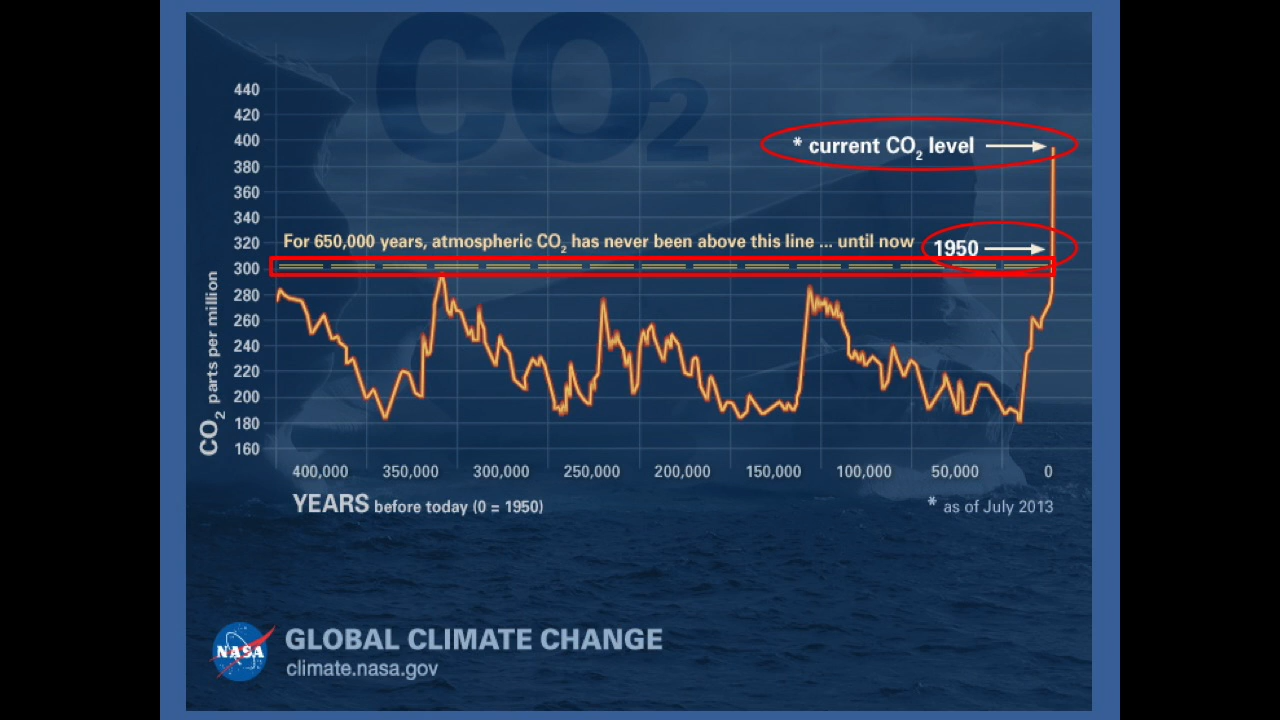 CO2
440
420
400
380
360
340
320
300
280
260
240
220
200
180
160
CO2 parts per million
* current CO2 level
For 650,000 years, atmospheric CO2 has never been above this line ... until now
1950
400,000 350,000 300,000 250,000 200,000 150,000 100,000 50,000 0
YEARS before today (0 = 1950)
* as of July 2013
NASA
GLOBAL CLIMATE CHANGE
climate.nasa.gov